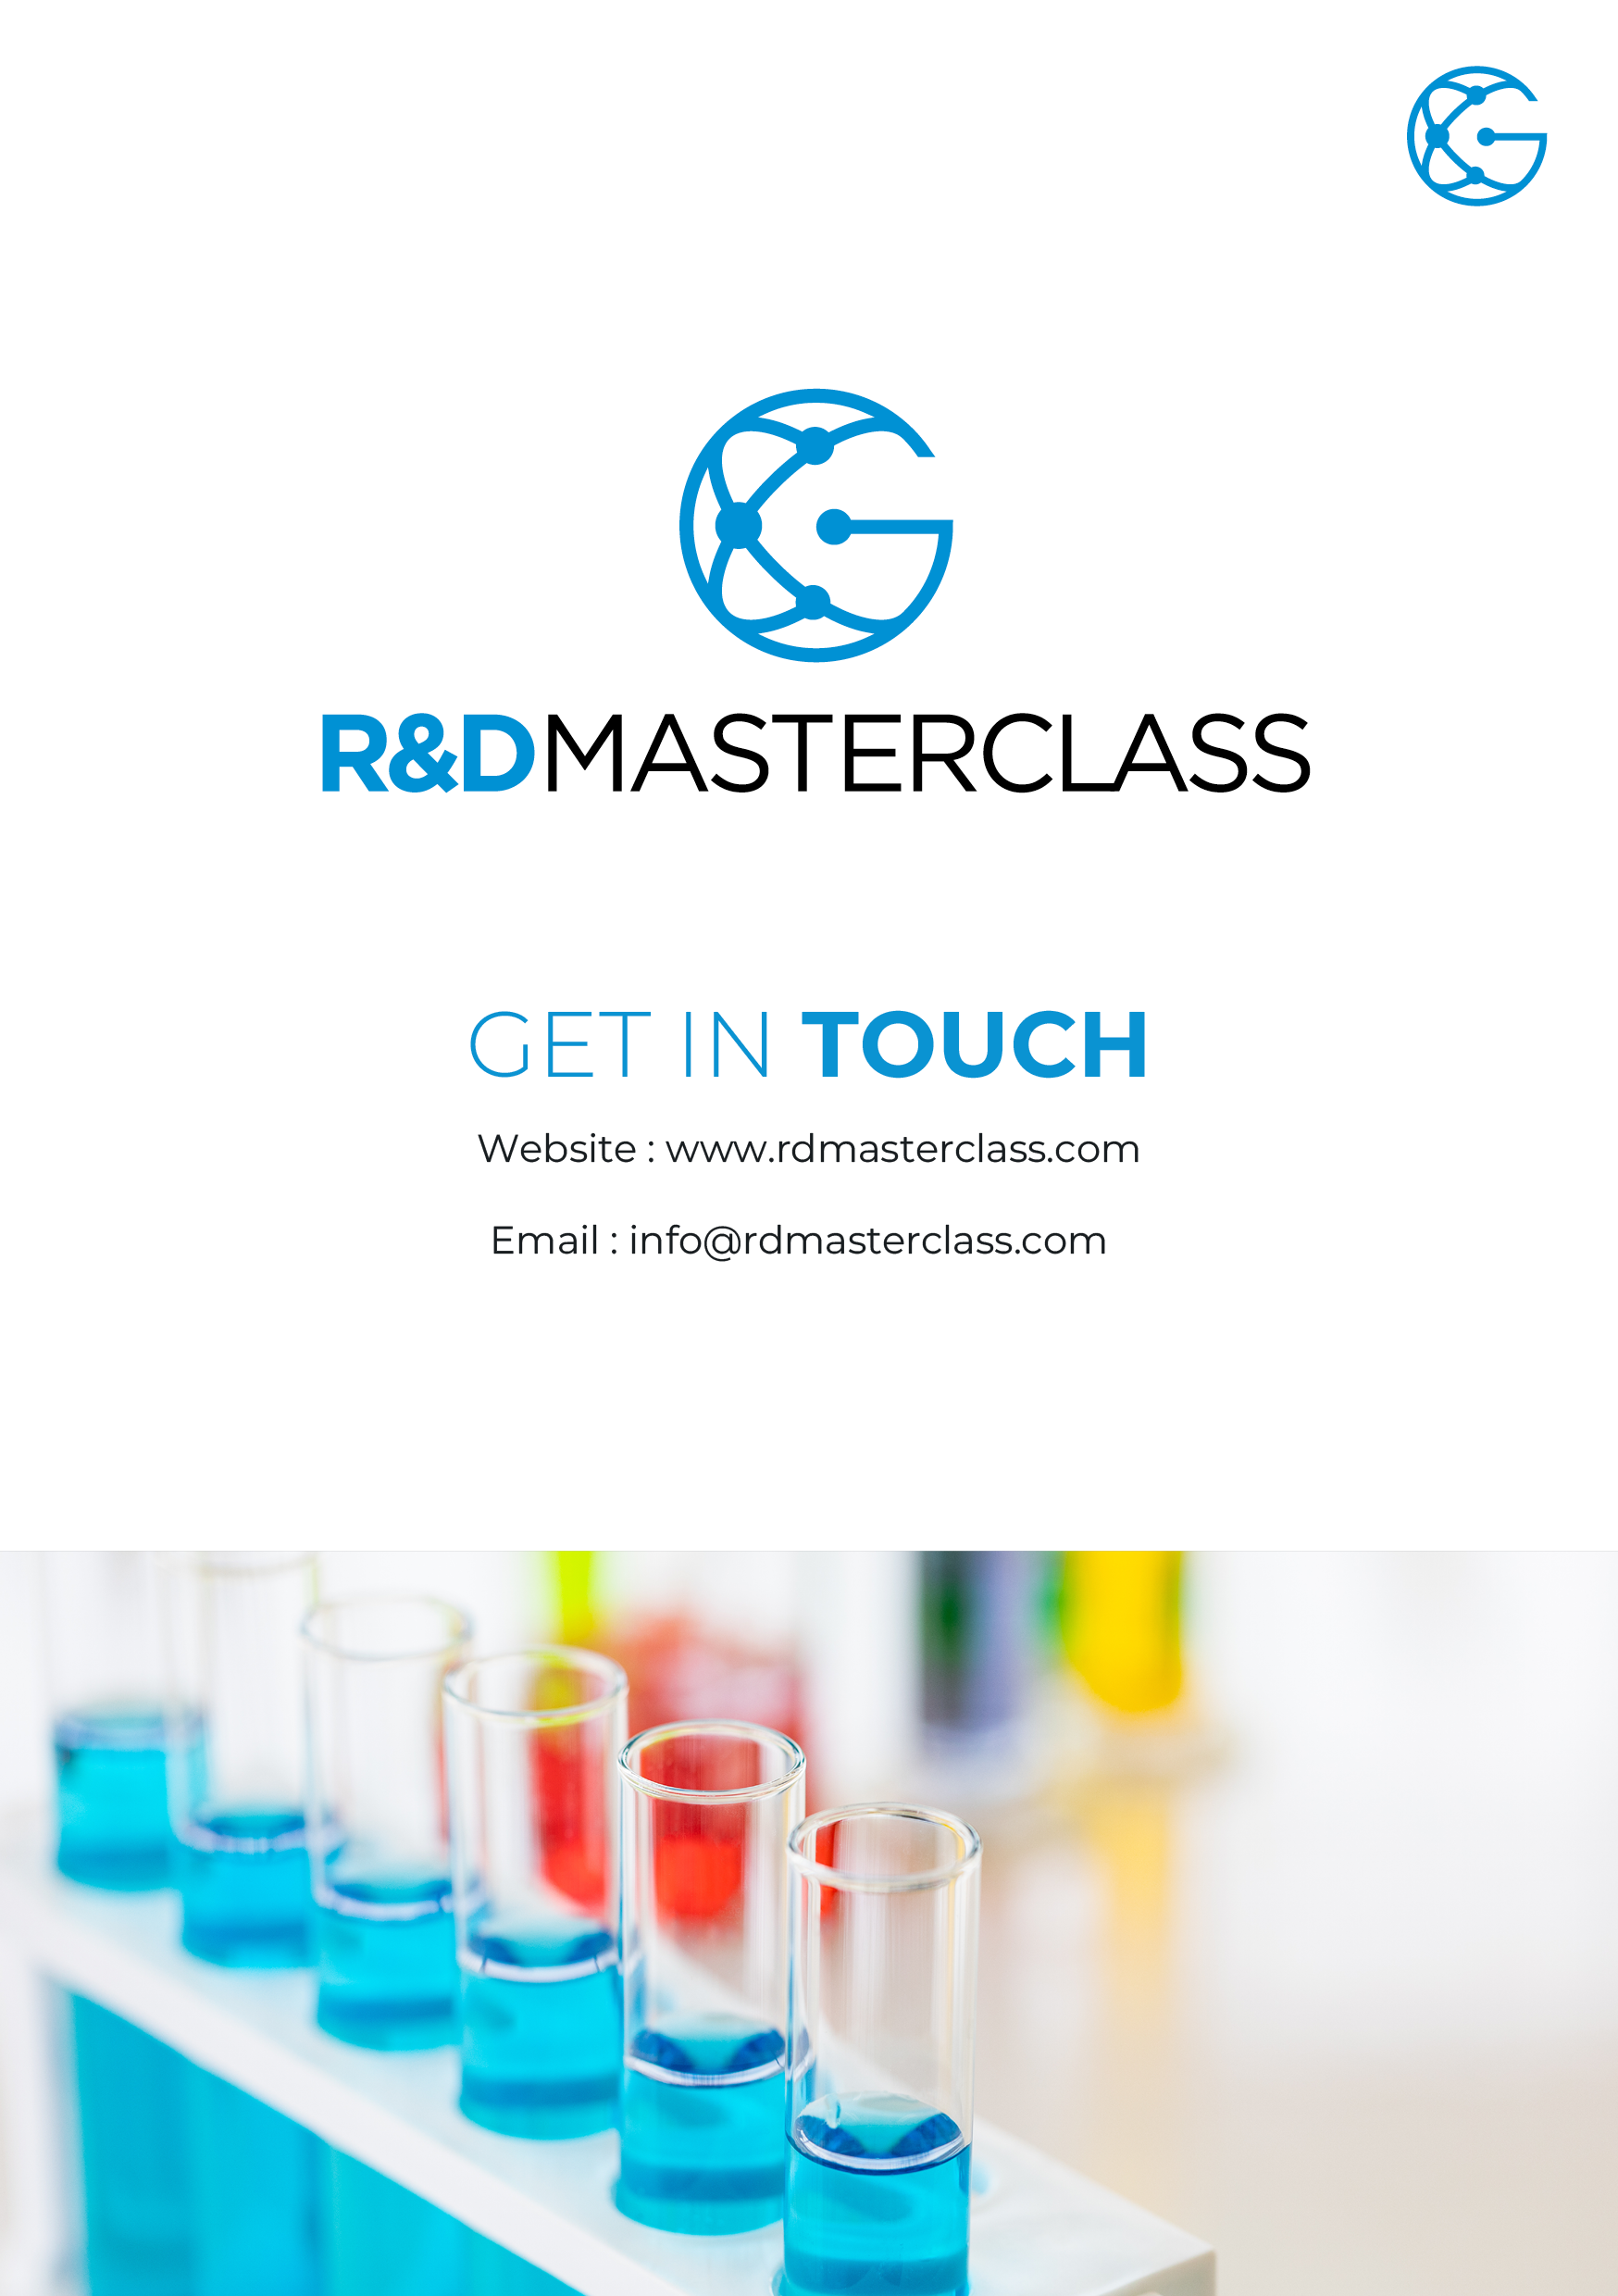 R&DMASTERCLASS
GET IN TOUCH
Website : www.rdmasterclass.com
Email : info@rdmasterclass.com